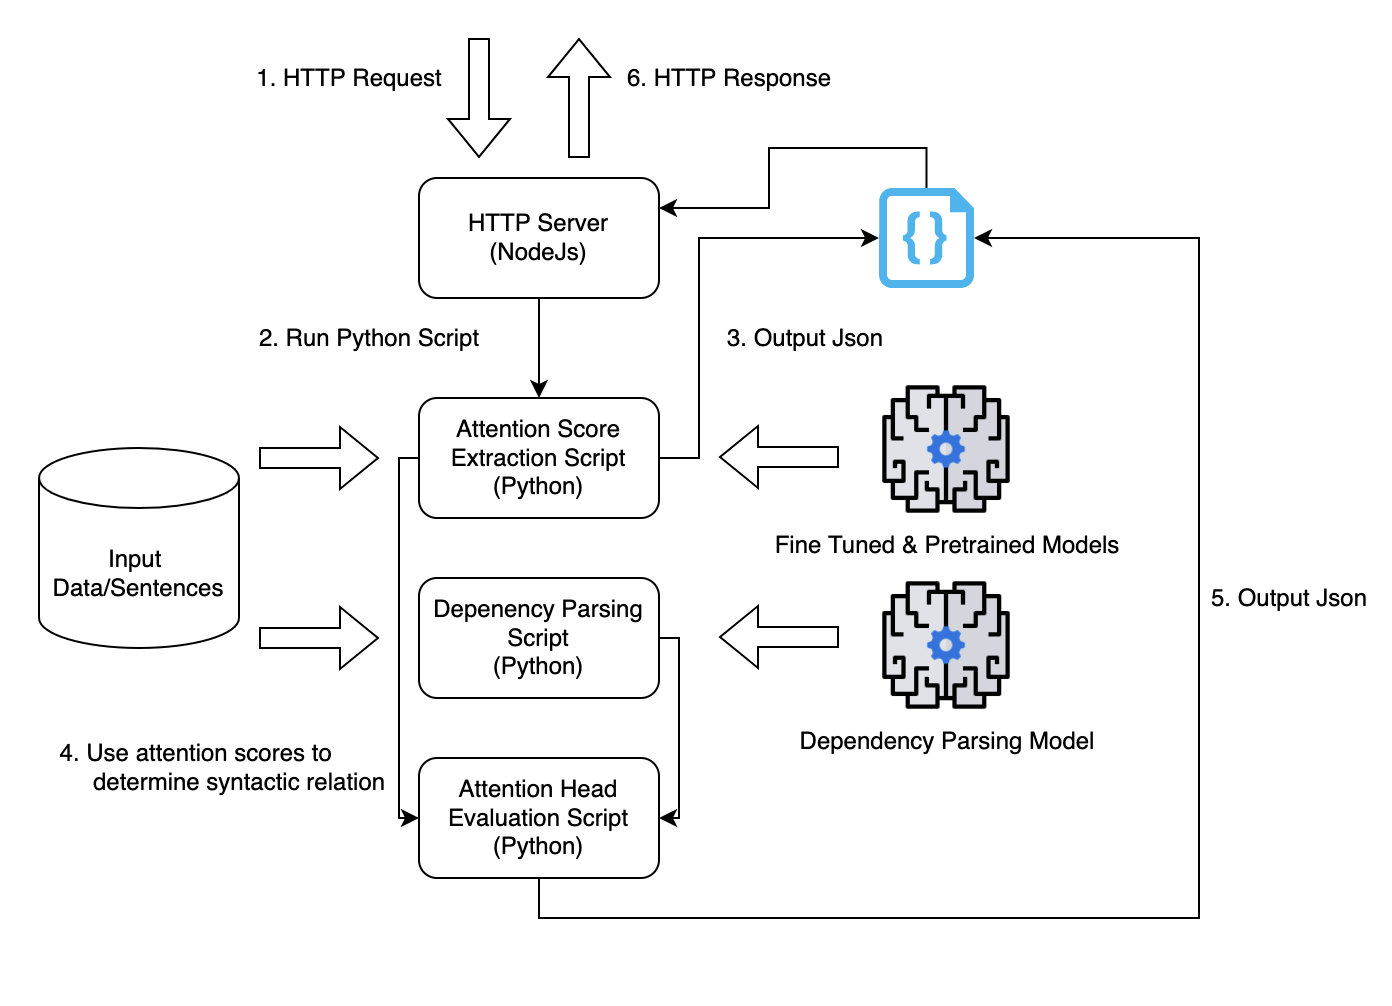 1. HTTP Request
6. HTTP Response
HTTP Server
(NodeJs)
{}
2. Run Python Script
3. Output Json
Attention Score
Extraction Script
(Python)
Input
Data/Sentences
Fine Tuned & Pretrained Models
Depenency Parsing
Script
(Python)
5. Output Json
Dependency Parsing Model
4. Use attention scores to
determine syntactic relation
Attention Head
Evaluation Script
(Python)